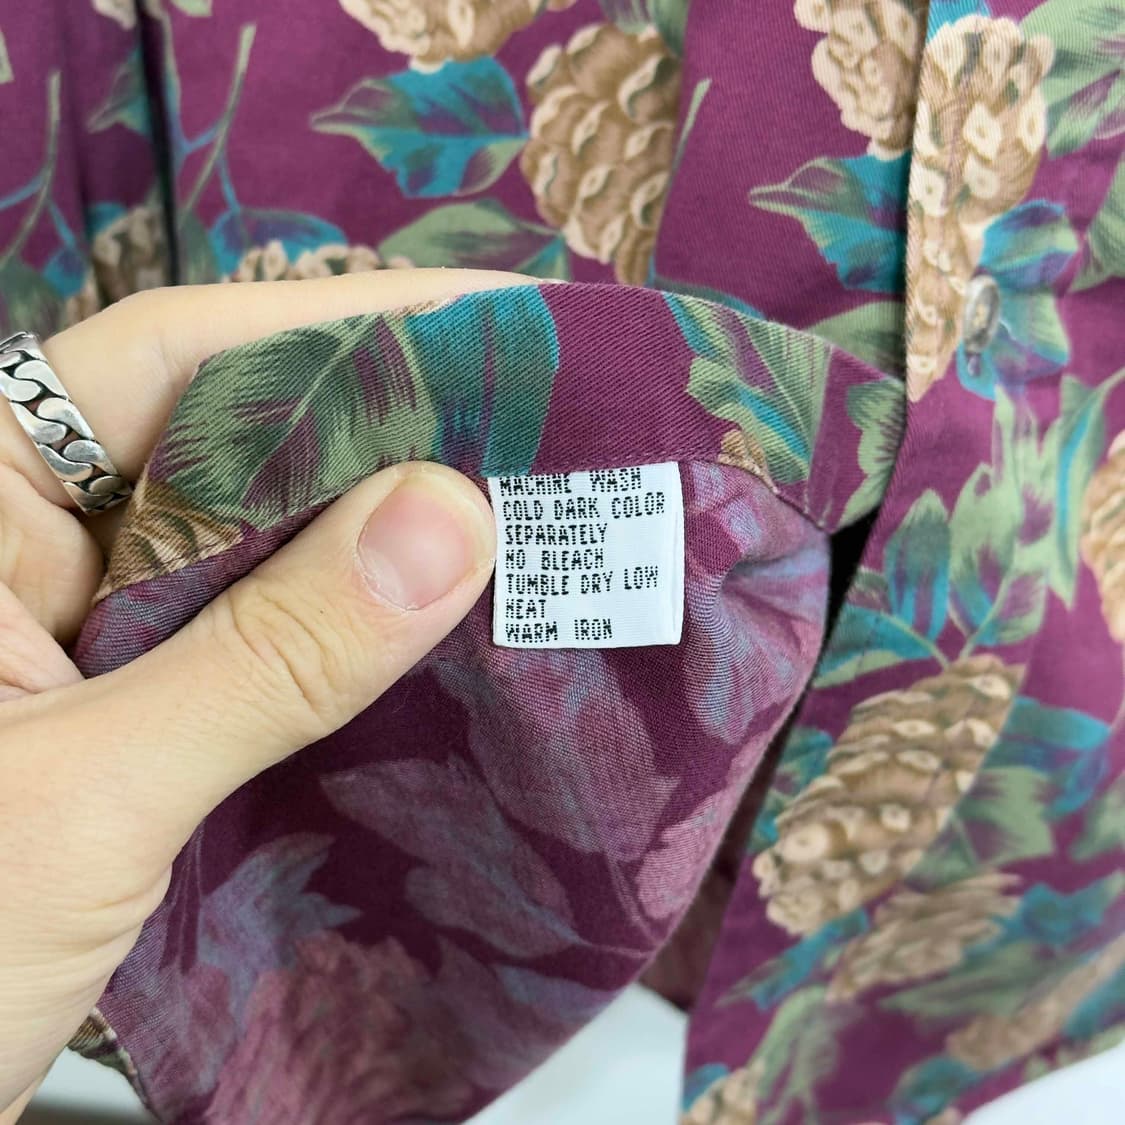 MACHINE WASH
COLD DARK COLOR
SEPARATELY
NO BLEACH
TUMBLE DRY LOW
HEAT
WARM IRON